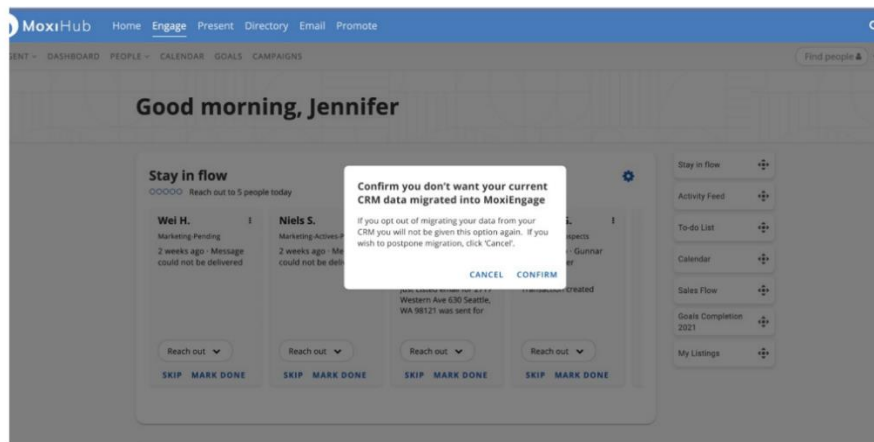 MoxiHub Home Engage Present Directory Email Promote
DASHBOARD PEOPLE CALENDAR GOALS CAMPAIGNS Find people
Good morning, Jennifer
Stay in flow
Reach out to 5 people today
Wei H.
Marketing-Pending
2 weeks ago · Message
could not be delivered
Reach out
SKIP MARK DONE
Niels S.
2 weeks ago ·
could not be
Reach out
SKIP MARK DONE
Western Ave 630 Seattle,
WA 98121 was sent for
Reach out
SKIP MARK DONE
· Gunnar
created
Reach out
SKIP MARK DONE
Confirm you don't want your current
CRM data migrated into MoxiEngage
If you opt out of migrating your data from your
CRM you will not be given this option again. If you
wish to postpone migration, click 'Cancel'.
CANCEL CONFIRM
Stay in flow
Activity Feed
To-do List
Calendar
Sales Flow
Goals Completion
2021
My Listings